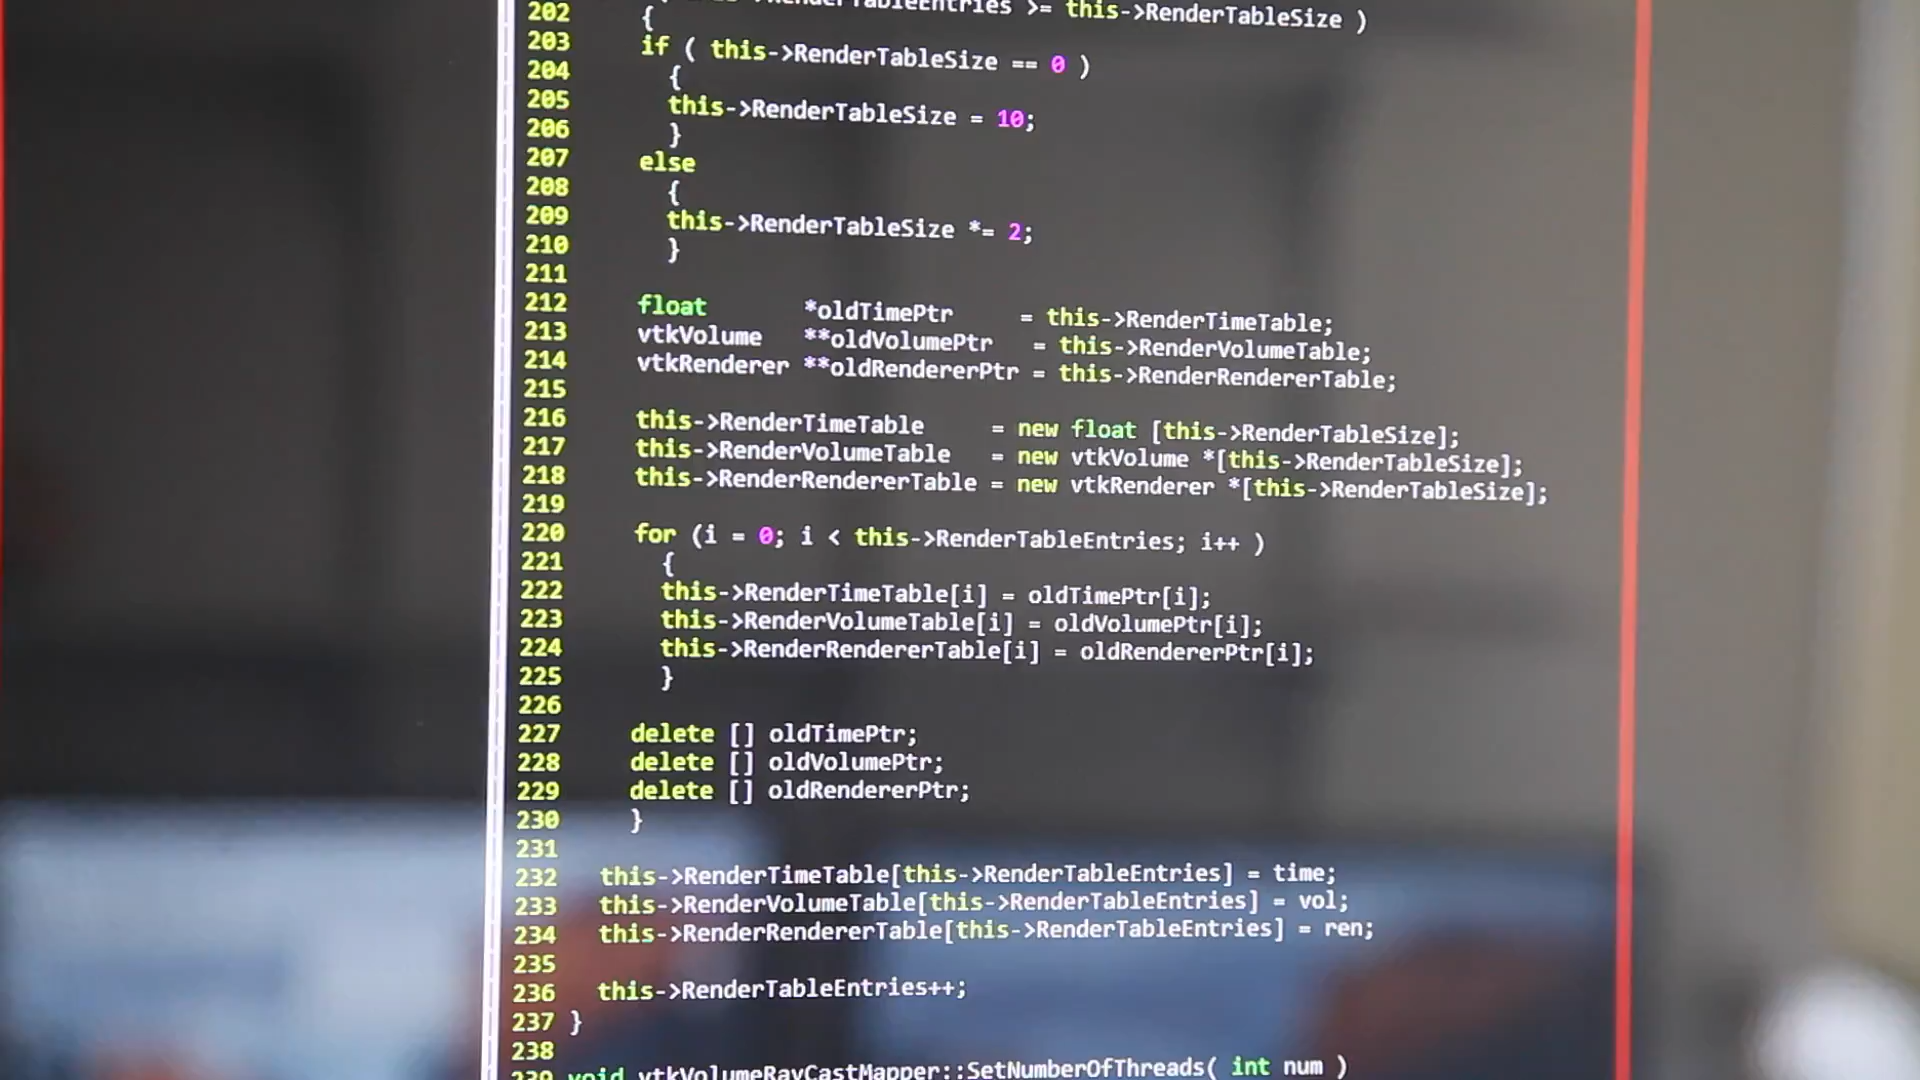 202 {
203 if ( this->RenderTableSize == 0 )
204 {
205 this->RenderTableSize = 10;
206 }
207 else
208 {
209 this->RenderTableSize *= 2;
210 }
211
212 float *oldTimePtr = this->RenderTimeTable;
213 vtkVolume **oldVolumePtr = this->RenderVolumeTable;
214 vtkRenderer **oldRendererPtr = this->RenderRendererTable;
215
216 this->RenderTimeTable = new float [this->RenderTableSize];
217 this->RenderVolumeTable = new vtkVolume *[this->RenderTableSize];
218 this->RenderRendererTable = new vtkRenderer *[this->RenderTableSize];
219
220 for (i = 0; i < this->RenderTableEntries; i++ )
221 {
222 this->RenderTimeTable[i] = oldTimePtr[i];
223 this->RenderVolumeTable[i] = oldVolumePtr[i];
224 this->RenderRendererTable[i] = oldRendererPtr[i];
225 }
226
227 delete [] oldTimePtr;
228 delete [] oldVolumePtr;
229 delete [] oldRendererPtr;
230 }
231
232 this->RenderTimeTable[this->RenderTableEntries] = time;
233 this->RenderVolumeTable[this->RenderTableEntries] = vol;
234 this->RenderRendererTable[this->RenderTableEntries] = ren;
235
236 this->RenderTableEntries++;
237 }
238
239 void vtkVolumeRayCastMapper::SetNumberOfThreads( int num )